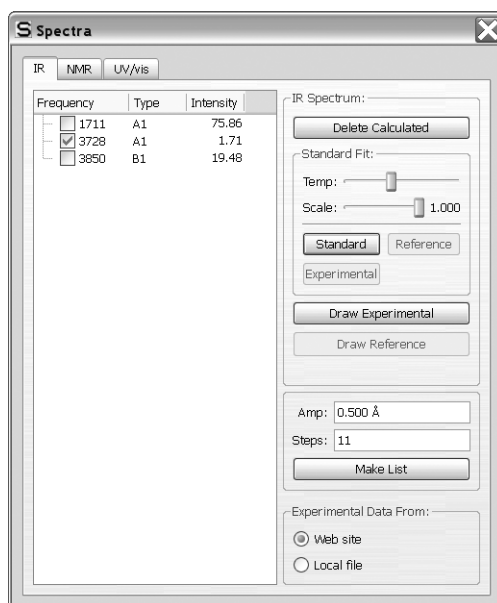 S Spectra
IR NMR UV/vis
Frequency Type Intensity
1711 A1 75.86
3728 A1 1.71
3850 B1 19.48
IR Spectrum:
Delete Calculated
Standard Fit:
Temp:
Scale: 1.000
Standard Reference
Experimental
Draw Experimental
Draw Reference
Amp: 0.500 Å
Steps: 11
Make List
Experimental Data From:
Web site
Local file